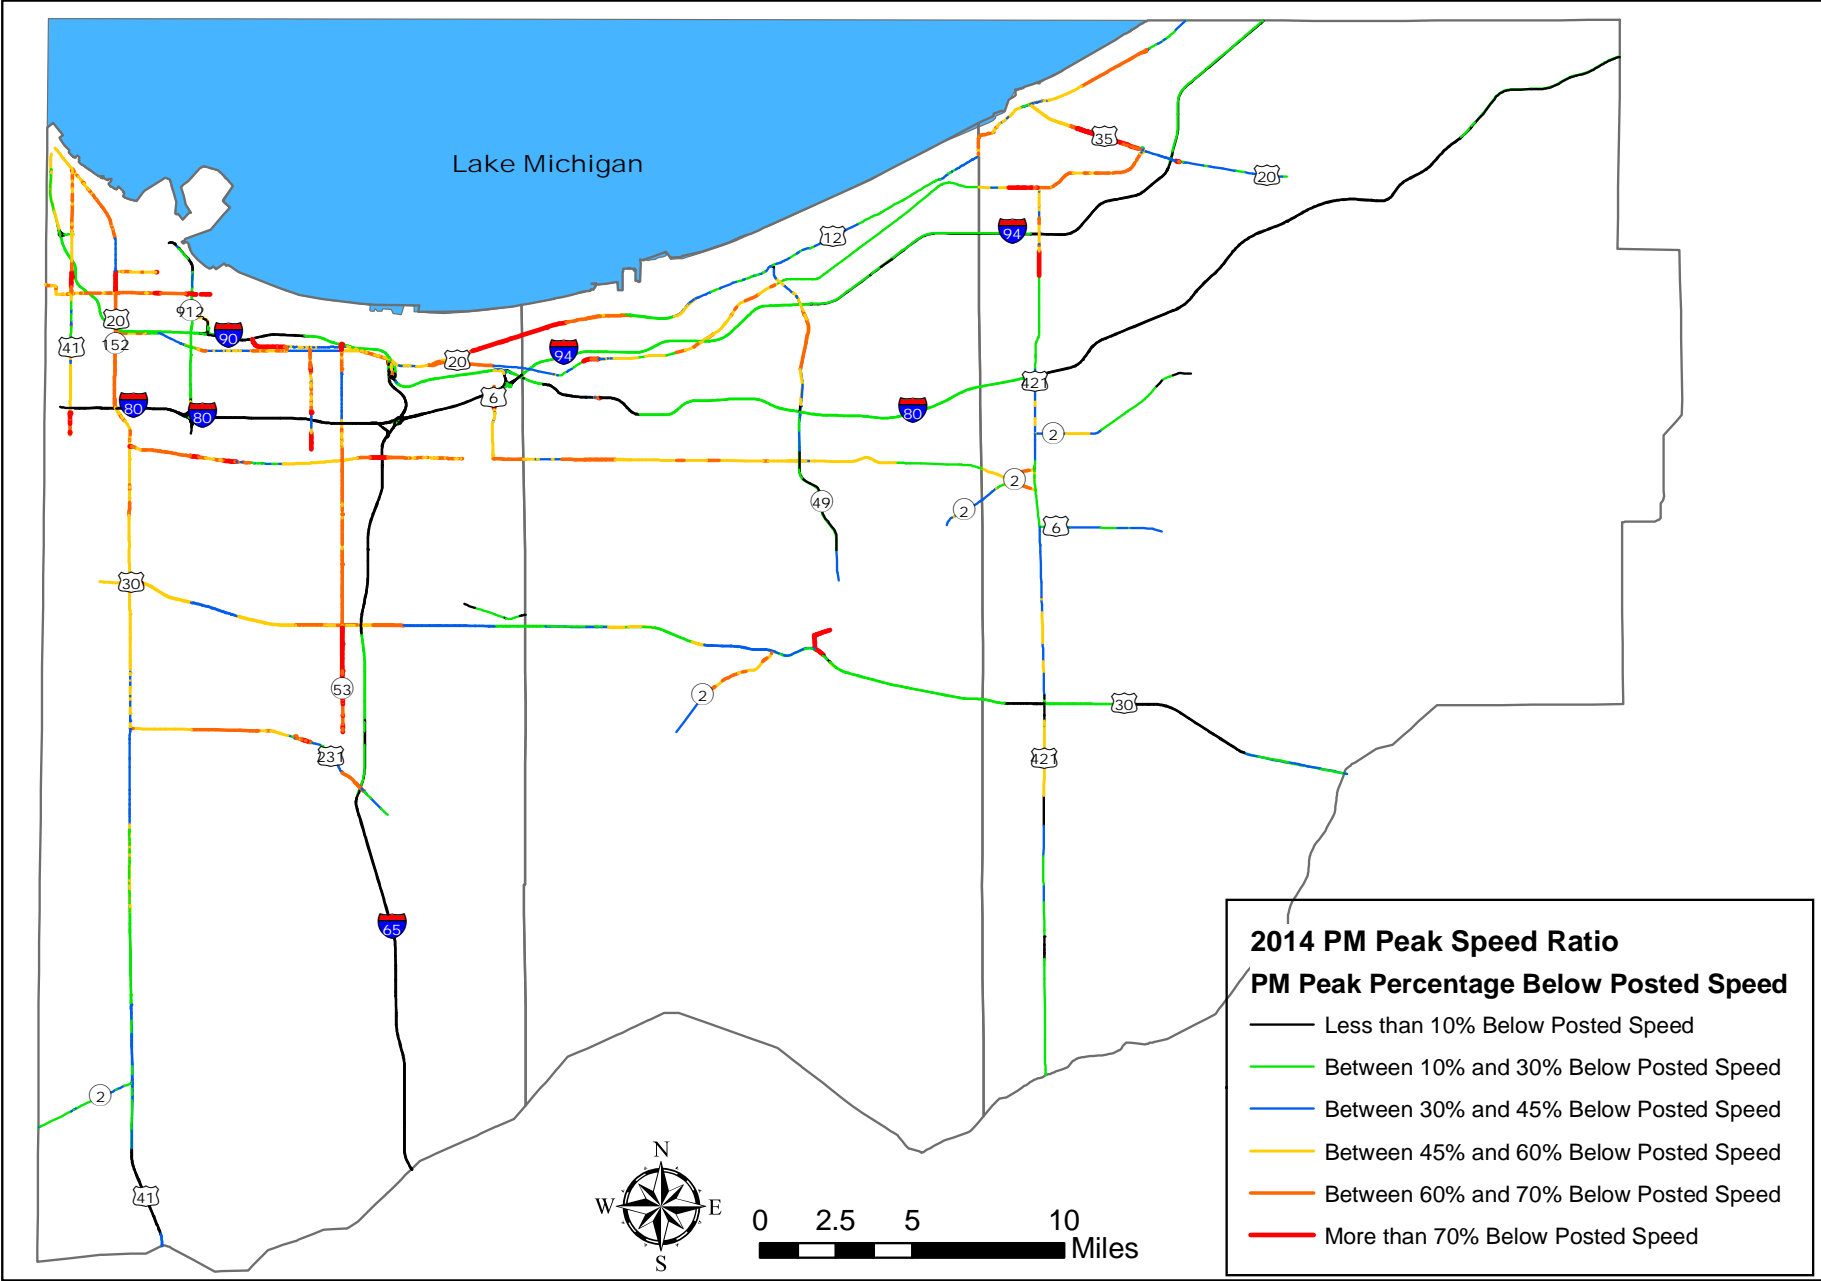 Lake Michigan
35
20
12
94
912
20
41
152
90
20
94
6
80
80
80
421
2
2
2
49
6
30
53
2
30
231
421
65
2
41
N
W E
S
0 2.5 5 10
Miles
2014 PM Peak Speed Ratio
PM Peak Percentage Below Posted Speed
Less than 10% Below Posted Speed
Between 10% and 30% Below Posted Speed
Between 30% and 45% Below Posted Speed
Between 45% and 60% Below Posted Speed
Between 60% and 70% Below Posted Speed
More than 70% Below Posted Speed